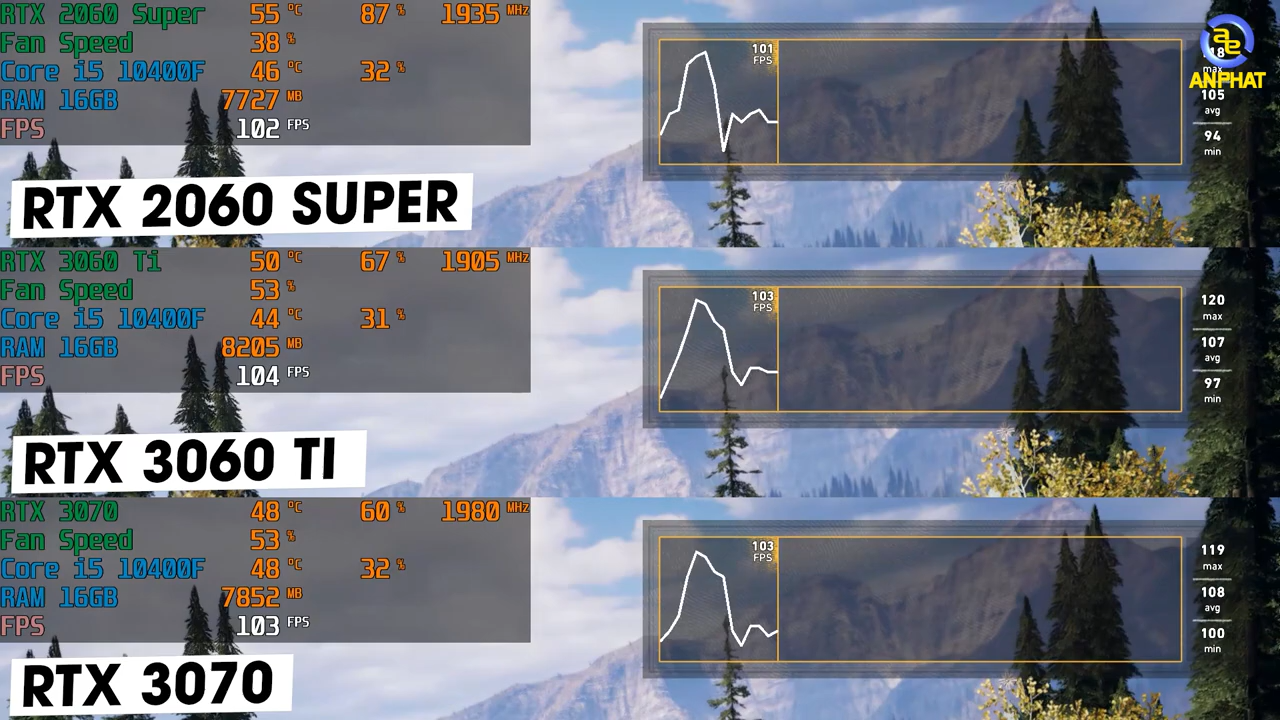 RTX 2060 Super 55 °C 87 % 1935 MHz
Fan Speed 38 %
Core i5 10400F 46 °C 32 %
RAM 16GB 7727 MB
FPS 102 FPS
RTX 2060 SUPER
101
FPS
18
max
105
avg
94
min
ae
ANPHAT
RTX 3060 Ti 50 °C 67 % 1905 MHz
Fan Speed 53 %
Core i5 10400F 44 °C 31 %
RAM 16GB 8205 MB
FPS 104 FPS
RTX 3060 TI
103
FPS
120
max
107
avg
97
min
RTX 3070 48 °C 60 % 1980 MHz
Fan Speed 53 %
Core i5 10400F 48 °C 32 %
RAM 16GB 7852 MB
FPS 103 FPS
RTX 3070
103
FPS
119
max
108
avg
100
min